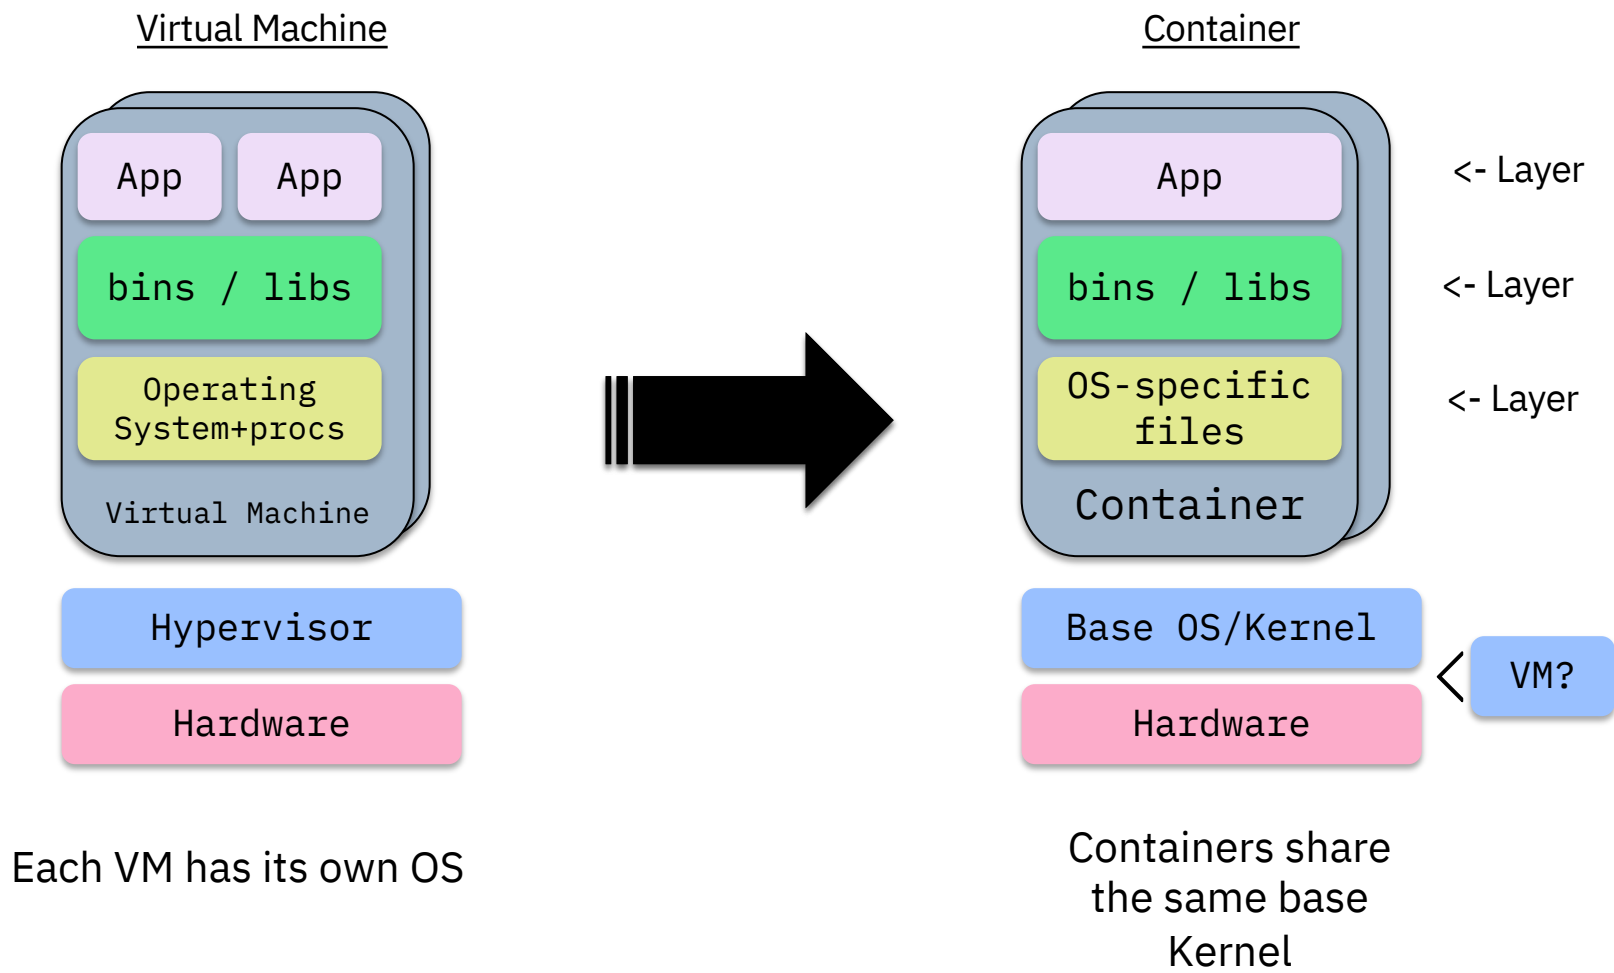 Virtual Machine
App App
bins / libs
Operating
System+procs
Virtual Machine
Hypervisor
Hardware
Each VM has its own OS
Container
App
<- Layer
bins / libs
<- Layer
OS-specific
files
<- Layer
Container
Base OS/Kernel
VM?
Hardware
Containers share
the same base
Kernel